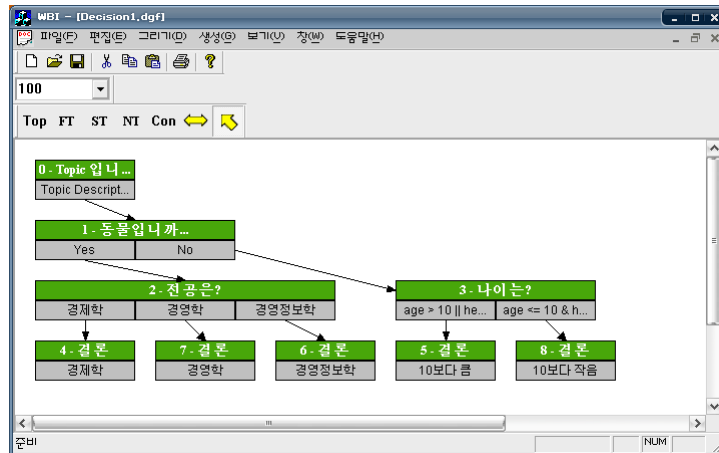 WBI - [Decision1.dgf]
파일(F) 편집(E) 그리기(D) 생성(G) 보기(V) 창(W) 도움말(H)
100
Top FT ST NT Con
0 - Topic 입니...
Topic Descript...
1 - 동물입니까...
Yes No
2 - 전공은? 3 - 나이는?
경제학 경영학 경영정보학 age > 10 || he... age <= 10 & h...
4 - 결론 7 - 결론 6 - 결론 5 - 결론 8 - 결론
경제학 경영학 경영정보학 10보다 큼 10보다 작음
준비 NUM